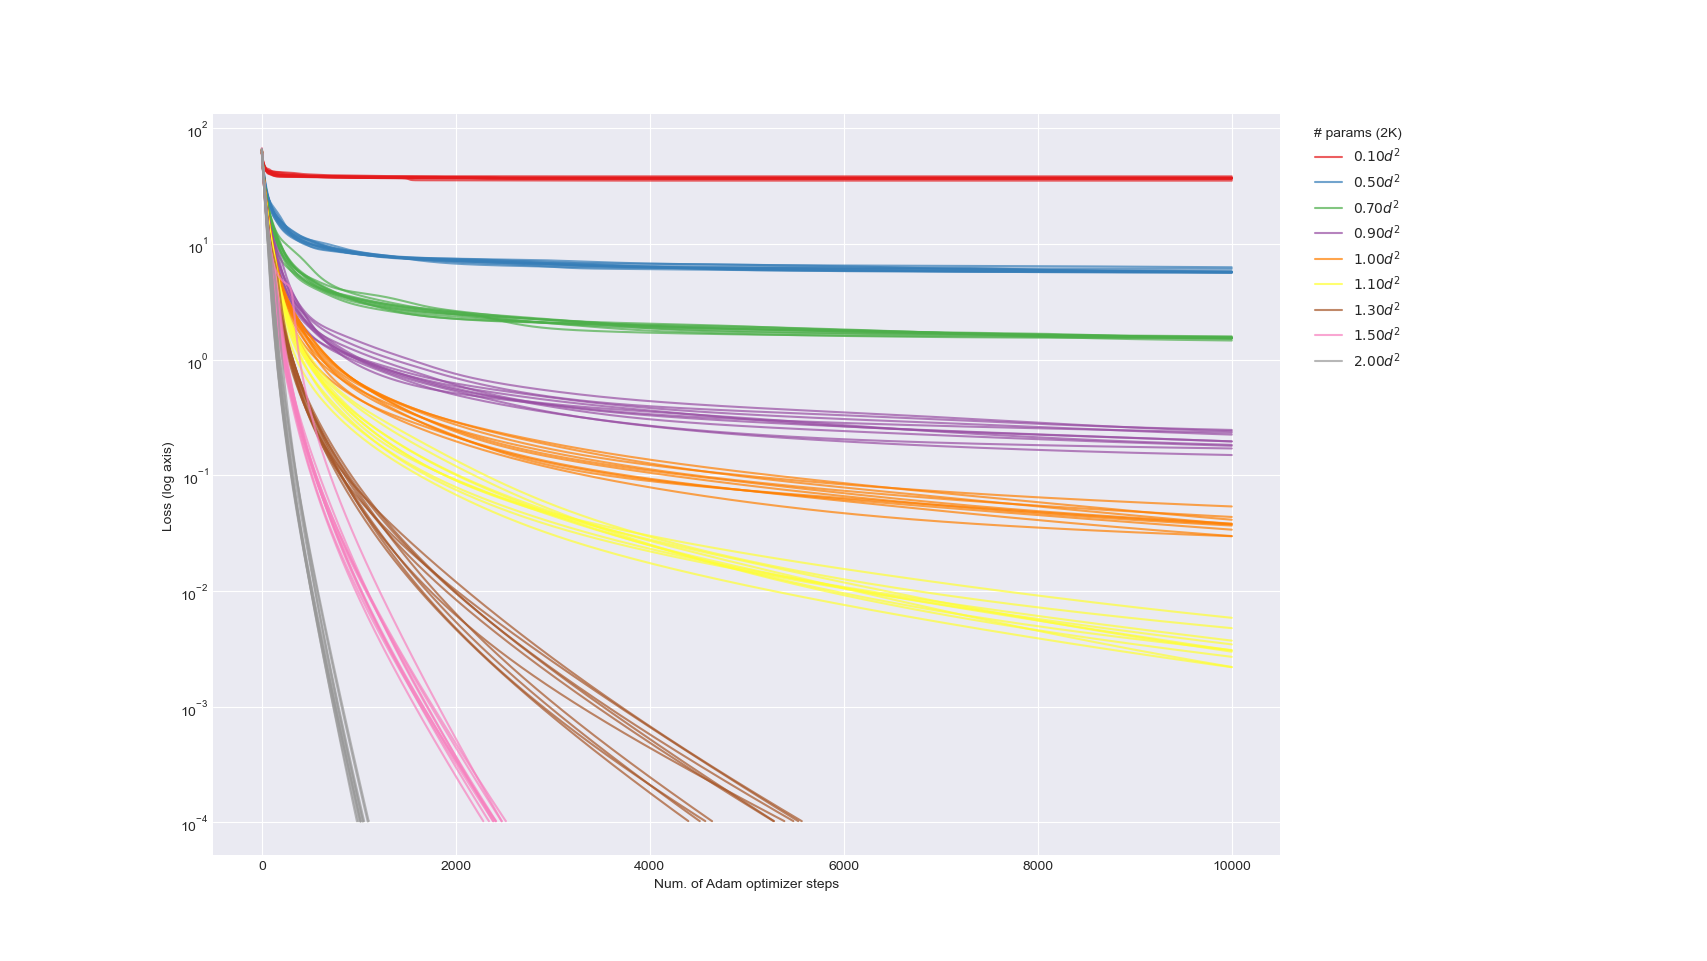 # params (2K)
0.10d²
0.50d²
0.70d²
0.90d²
1.00d²
1.10d²
1.30d²
1.50d²
2.00d²
10²
10¹
10⁰
10⁻¹
10⁻²
10⁻³
10⁻⁴
Loss (log axis)
0 2000 4000 6000 8000 10000
Num. of Adam optimizer steps